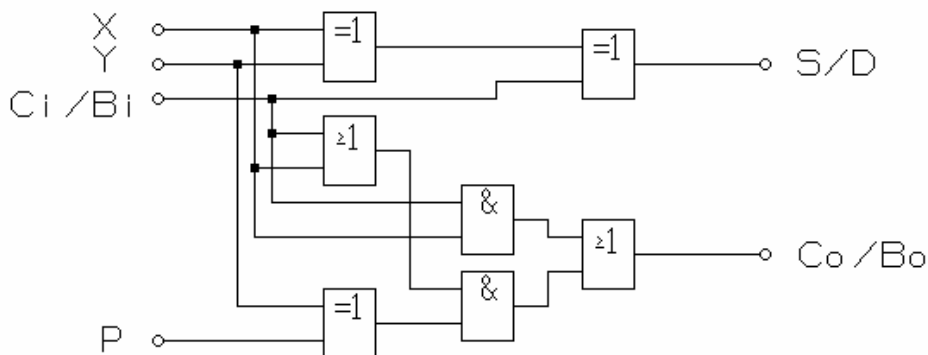 X
=1
=1
Y
S/D
Ci/Bi
≥1
&
≥1
Co/Bo
&
=1
P